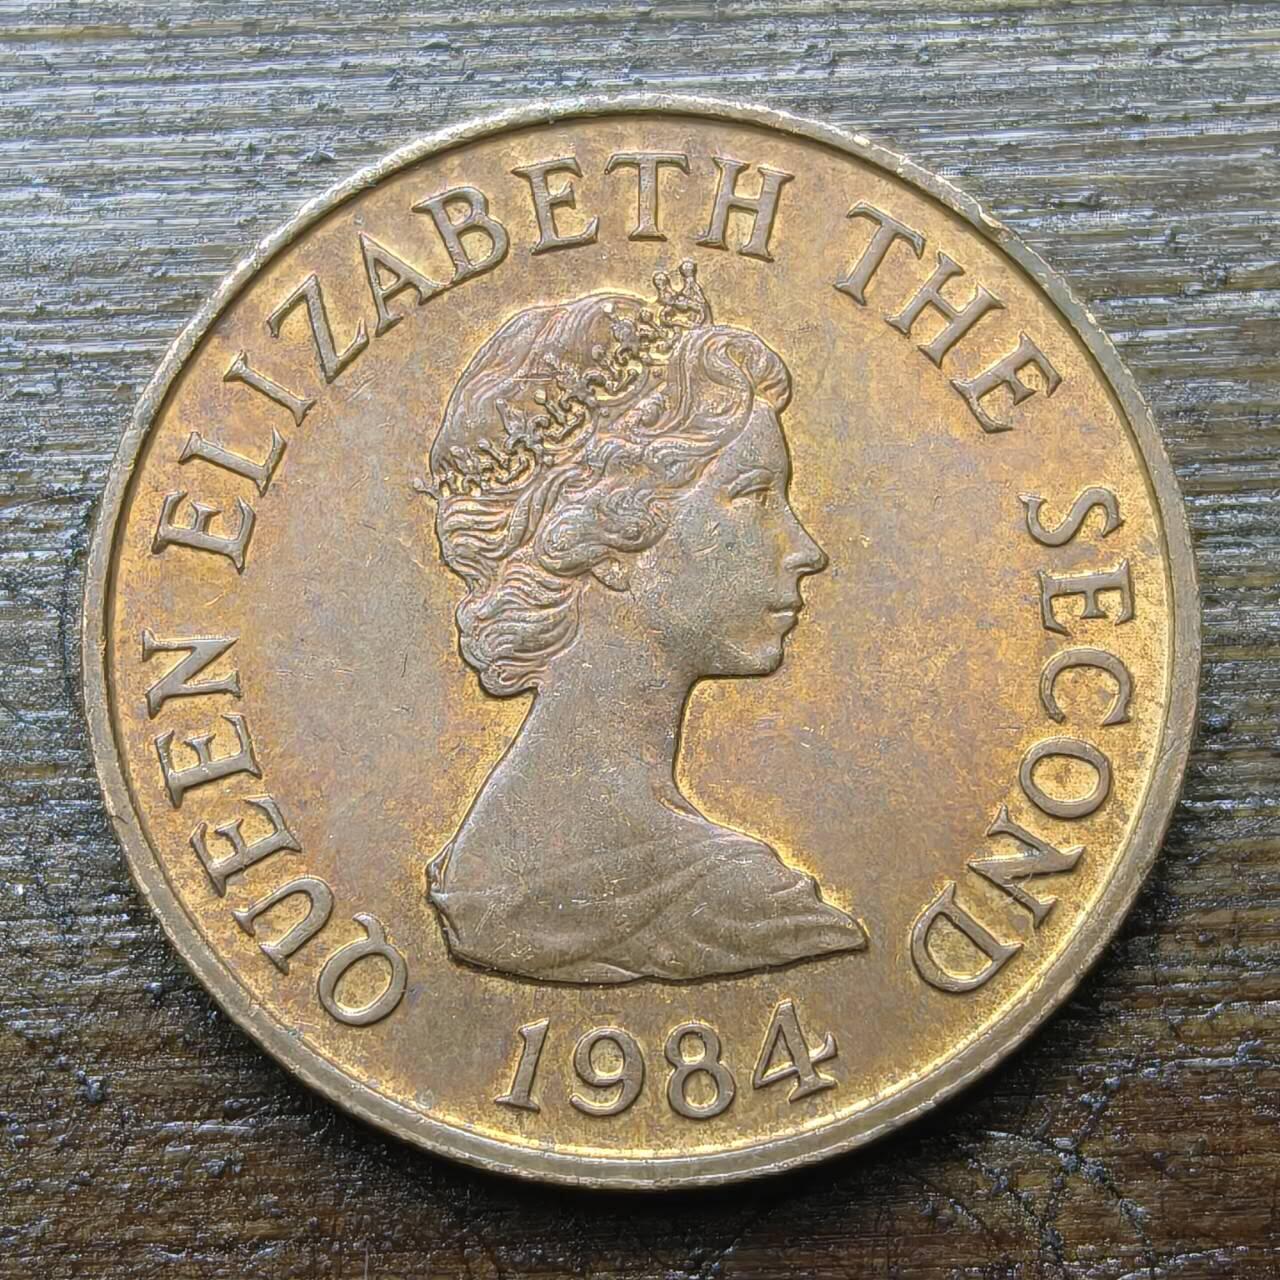 QUEEN ELIZABETH THE SECOND
1984